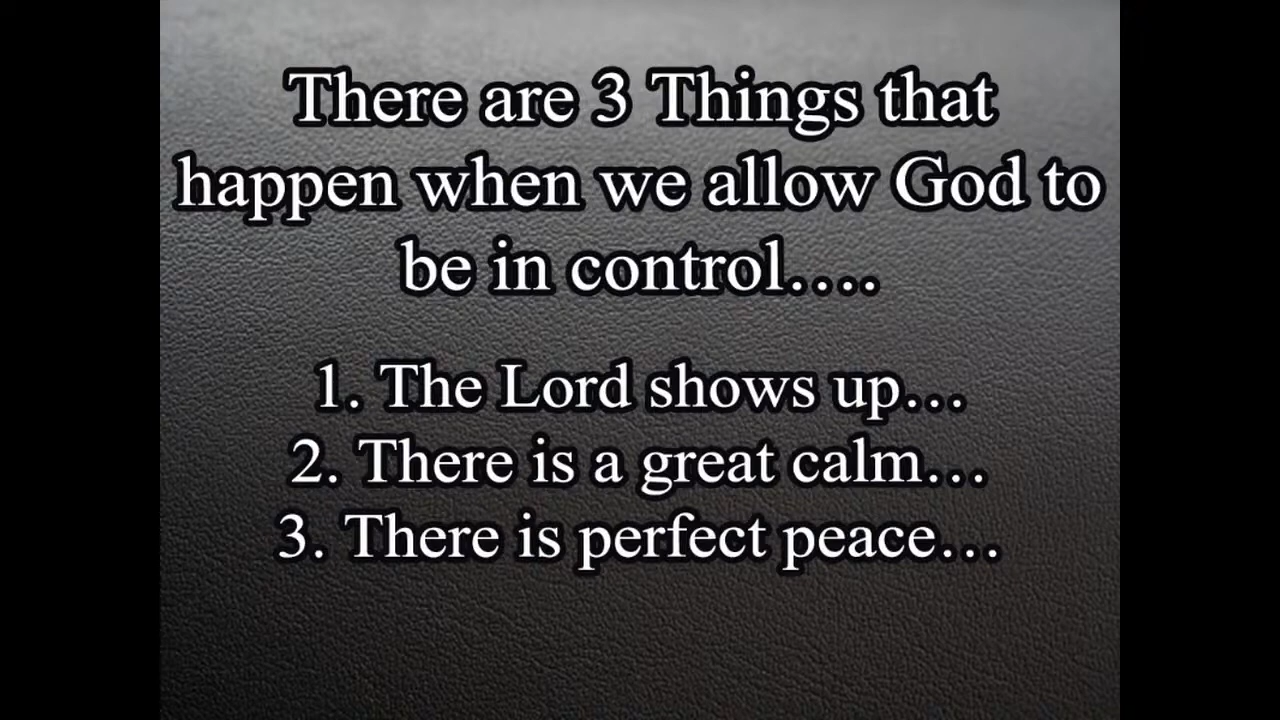 There are 3 Things that
happen when we allow God to
be in control....
1. The Lord shows up…
2. There is a great calm…
3. There is perfect peace…